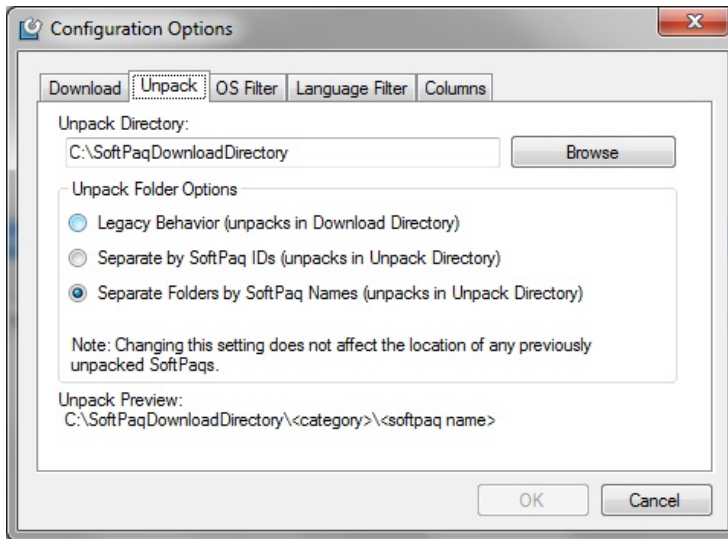 Configuration Options
Download Unpack OS Filter Language Filter Columns
Unpack Directory:
C:\SoftPaqDownloadDirectory Browse
Unpack Folder Options
Legacy Behavior (unpacks in Download Directory)
Separate by SoftPaq IDs (unpacks in Unpack Directory)
Separate Folders by SoftPaq Names (unpacks in Unpack Directory)
Note: Changing this setting does not affect the location of any previously
unpacked SoftPaqs.
Unpack Preview:
C:\SoftPaqDownloadDirectory\<category>\<softpaq name>
OK Cancel